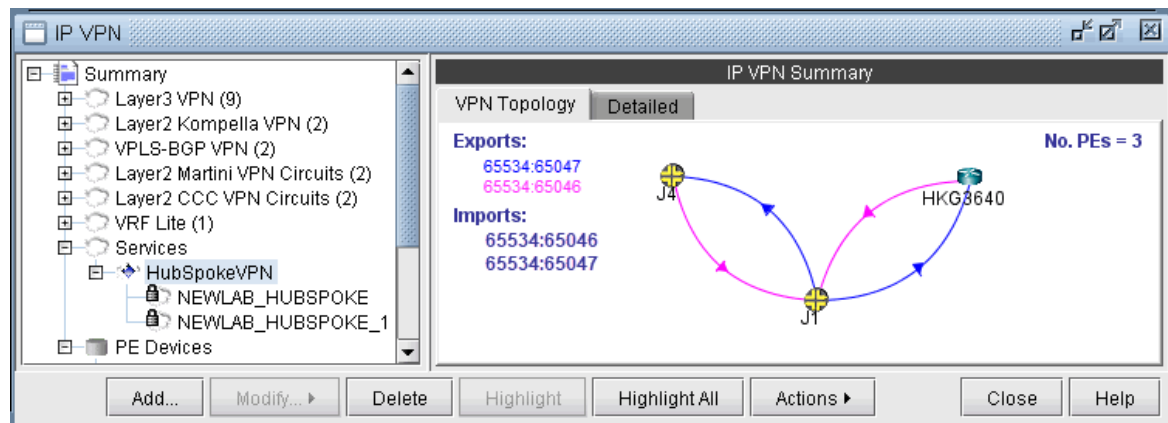 IP VPN
Summary
Layer3 VPN (9)
Layer2 Kompella VPN (2)
VPLS-BGP VPN (2)
Layer2 Martini VPN Circuits (2)
Layer2 CCC VPN Circuits (2)
VRF Lite (1)
Services
HubSpokeVPN
NEWLAB_HUBSPOKE
NEWLAB_HUBSPOKE_1
PE Devices
IP VPN Summary
VPN Topology Detailed
Exports: No. PEs = 3
65534:65047
65534:65046
Imports:
65534:65046
65534:65047
J4
HKG3640
J1
Add... Modify... Delete Highlight Highlight All Actions Close Help